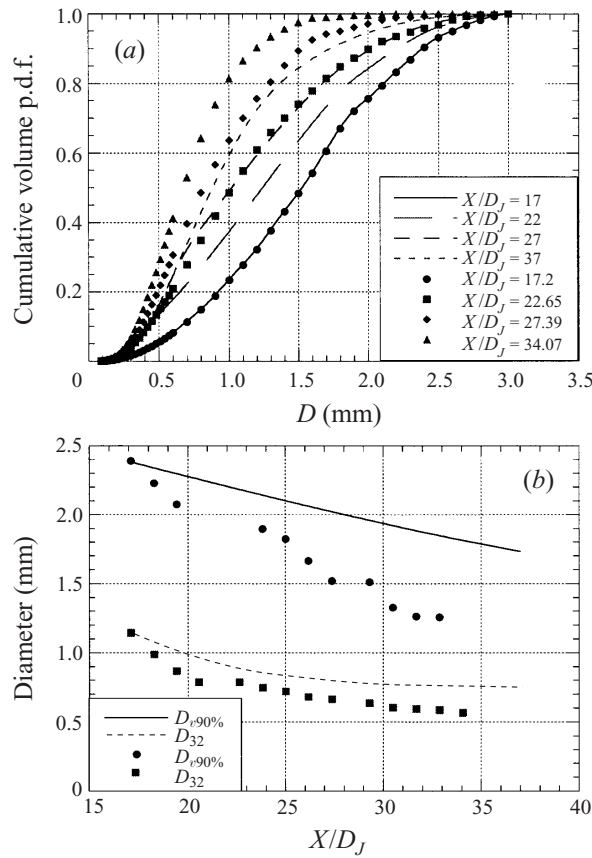 (a)
Cumulative volume p.d.f.
1.0
0.8
0.6
0.4
0.2
0.5
1.0
1.5
2.0
2.5
3.0
3.5
D (mm)
X/D_J = 17
X/D_J = 22
X/D_J = 27
X/D_J = 37
X/D_J = 17.2
X/D_J = 22.65
X/D_J = 27.39
X/D_J = 34.07
(b)
Diameter (mm)
2.5
2.0
1.5
1.0
0.5
0
15
20
25
30
35
40
X/D_J
D_v90%
D_32
D_v90%
D_32